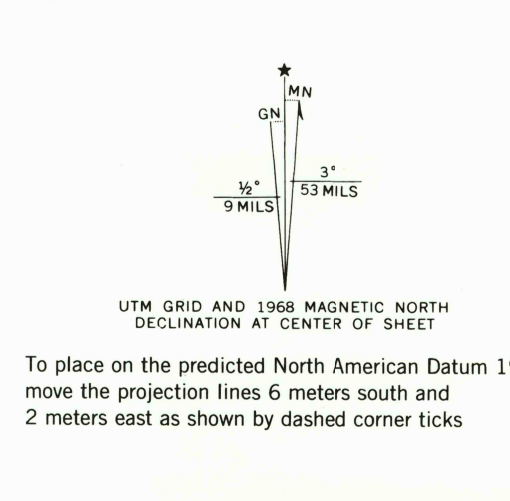 ★
MN
GN
3°
½°
53 MILS
9 MILS
UTM GRID AND 1968 MAGNETIC NORTH
DECLINATION AT CENTER OF SHEET
To place on the predicted North American Datum
move the projection lines 6 meters south and
2 meters east as shown by dashed corner ticks